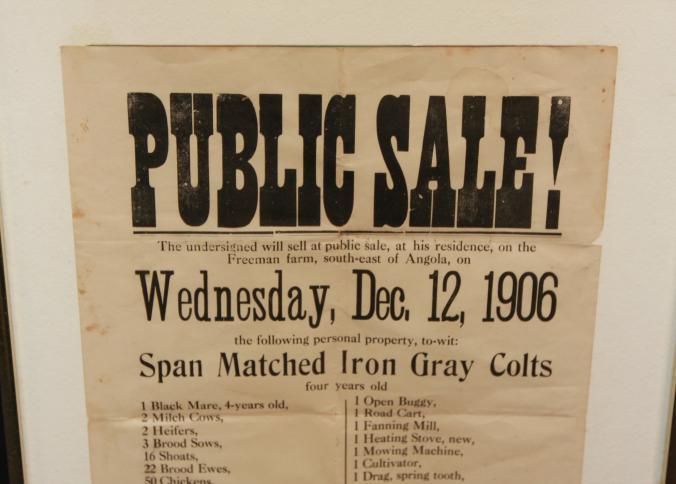 PUBLIC SALE!
The undersigned will sell at public sale, at his residence, on the
Freeman farm, south-east of Angola, on
Wednesday, Dec. 12, 1906
the following personal property, to-wit:
Span Matched Iron Gray Colts
four years old
1 Black Mare, 4-years old,
2 Milch Cows,
2 Heifers,
3 Brood Sows,
16 Shoats,
22 Brood Ewes,
50 Chickens,
1 Open Buggy,
1 Road Cart,
1 Fanning Mill,
1 Heating Stove, new,
1 Mowing Machine,
1 Cultivator,
1 Drag, spring tooth,